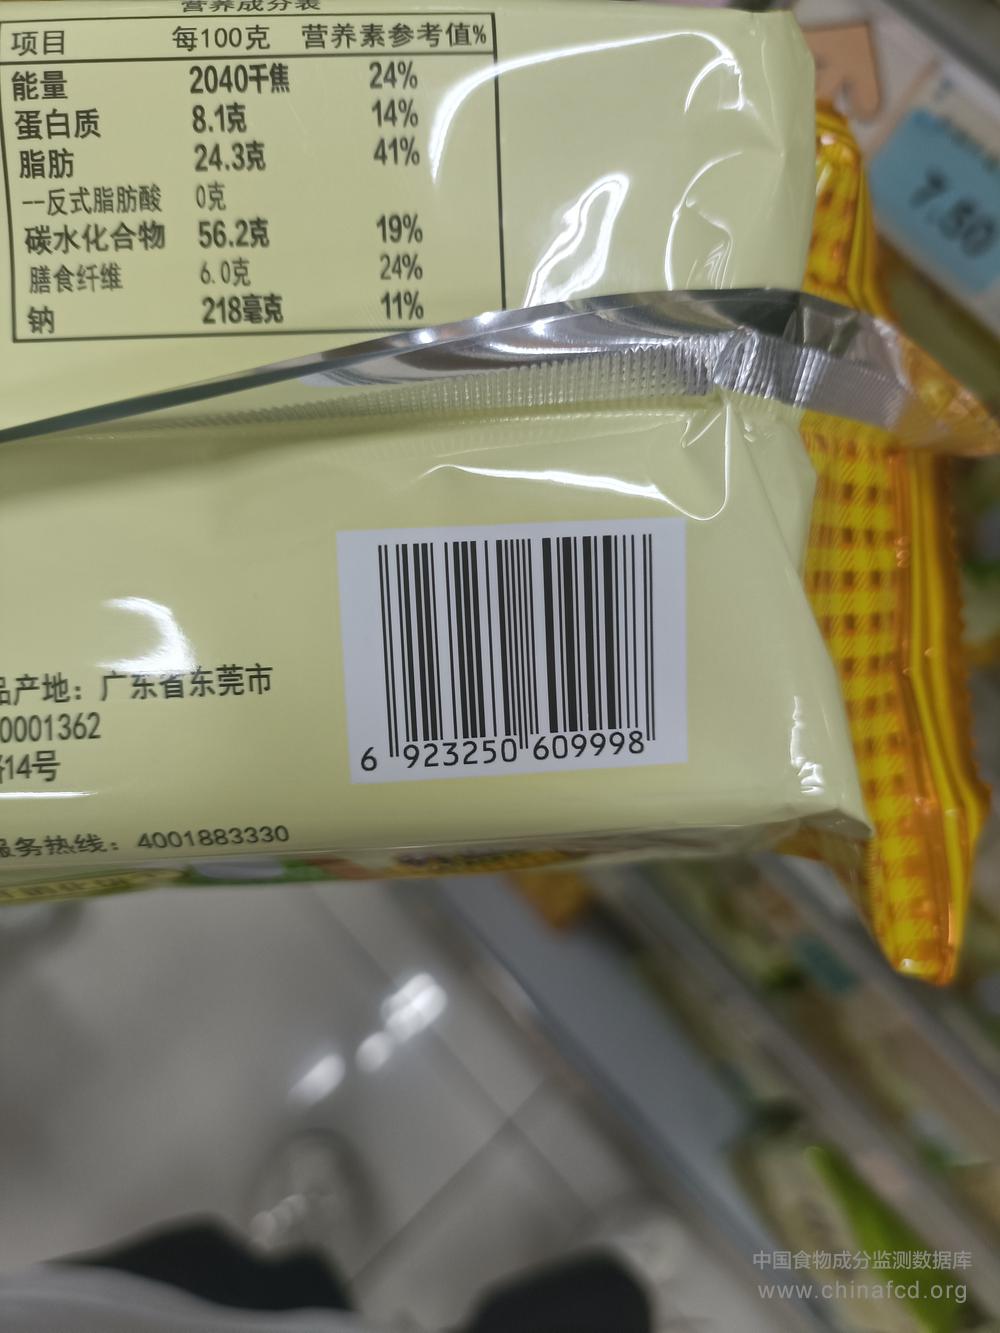 营养成分表
项目 每100克 营养素参考值%
能量 2040千焦 24%
蛋白质 8.1克 14%
脂肪 24.3克 41%
--反式脂肪酸 0克
碳水化合物 56.2克 19%
膳食纤维 6.0克 24%
钠 218毫克 11%
品产地：广东省东莞市
0001362
14号
服务热线：4001883330
6 923250 609998
7.50
中国食物成分监测数据库
www.chinafcd.org